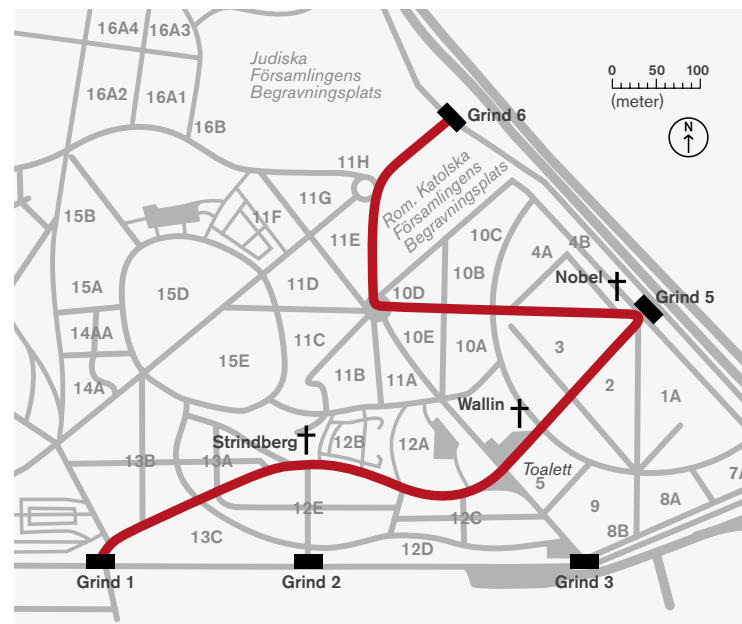 16A4
16A3
Judiska
Församlingens
Begravningsplats
0 50 100
(meter)
16A2
16A1
16B
Grind 6
N
11H
Rom. Katolska
Församlingens
Begravningsplats
11G
11F
15B
11E
10C
4A
4B
10B
Nobel
15A
15D
11D
10D
Grind 5
14AA
11C
10E
10A
3
15E
11B
11A
2
1A
14A
Wallin
Strindberg
12B
12A
13B
13A
Toalett
5
7A
12E
9
8A
12C
13C
8B
12D
Grind 1
Grind 2
Grind 3